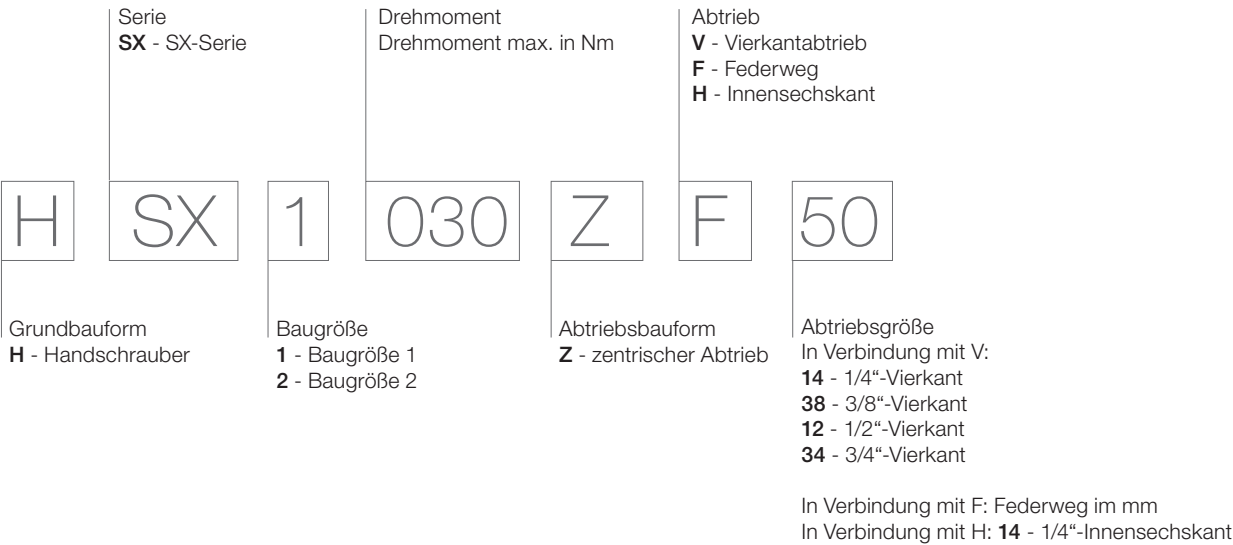 Serie
SX - SX-Serie
Drehmoment
Drehmoment max. in Nm
Abtrieb
V - Vierkantabtrieb
F - Federweg
H - Innensechskant
H SX 1 030 Z F 50
Grundbauform
H - Handschrauber
Baugröße
1 - Baugröße 1
2 - Baugröße 2
Abtriebsbauform
Z - zentrischer Abtrieb
Abtriebsgröße
In Verbindung mit V:
14 - 1/4“-Vierkant
38 - 3/8“-Vierkant
12 - 1/2“-Vierkant
34 - 3/4“-Vierkant
In Verbindung mit F: Federweg im mm
In Verbindung mit H: 14 - 1/4“-Innensechskant